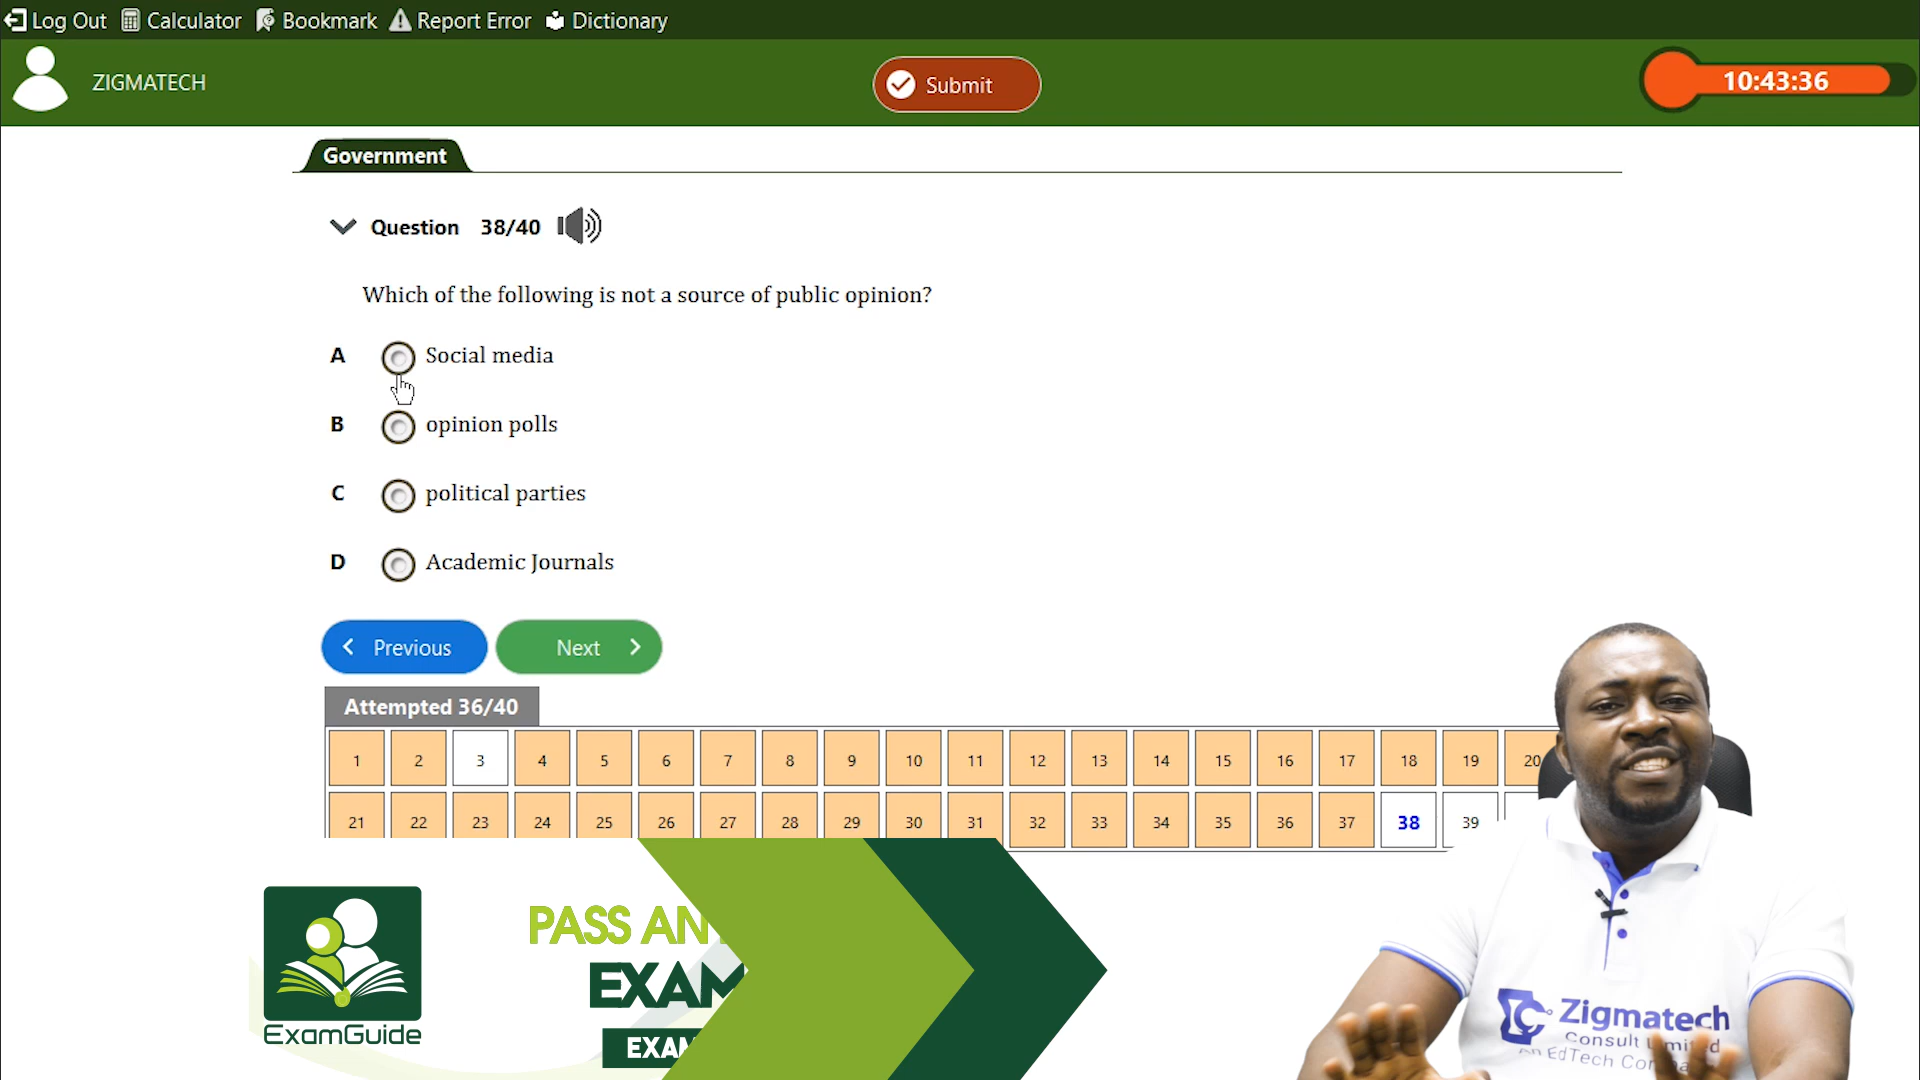 Log Out Calculator Bookmark Report Error Dictionary
ZIGMATECH
Submit
10:43:36
Government
Question 38/40
Which of the following is not a source of public opinion?
A Social media
B opinion polls
C political parties
D Academic Journals
Previous
Next
Attempted 36/40
1 2 3 4 5 6 7 8 9 10 11 12 13 14 15 16 17 18 19 20
21 22 23 24 25 26 27 28 29 30 31 32 33 34 35 36 37 38 39
ExamGuide
PASS AN
EXAM
EXAM
Zigmatech
Consult Limited
An EdTech